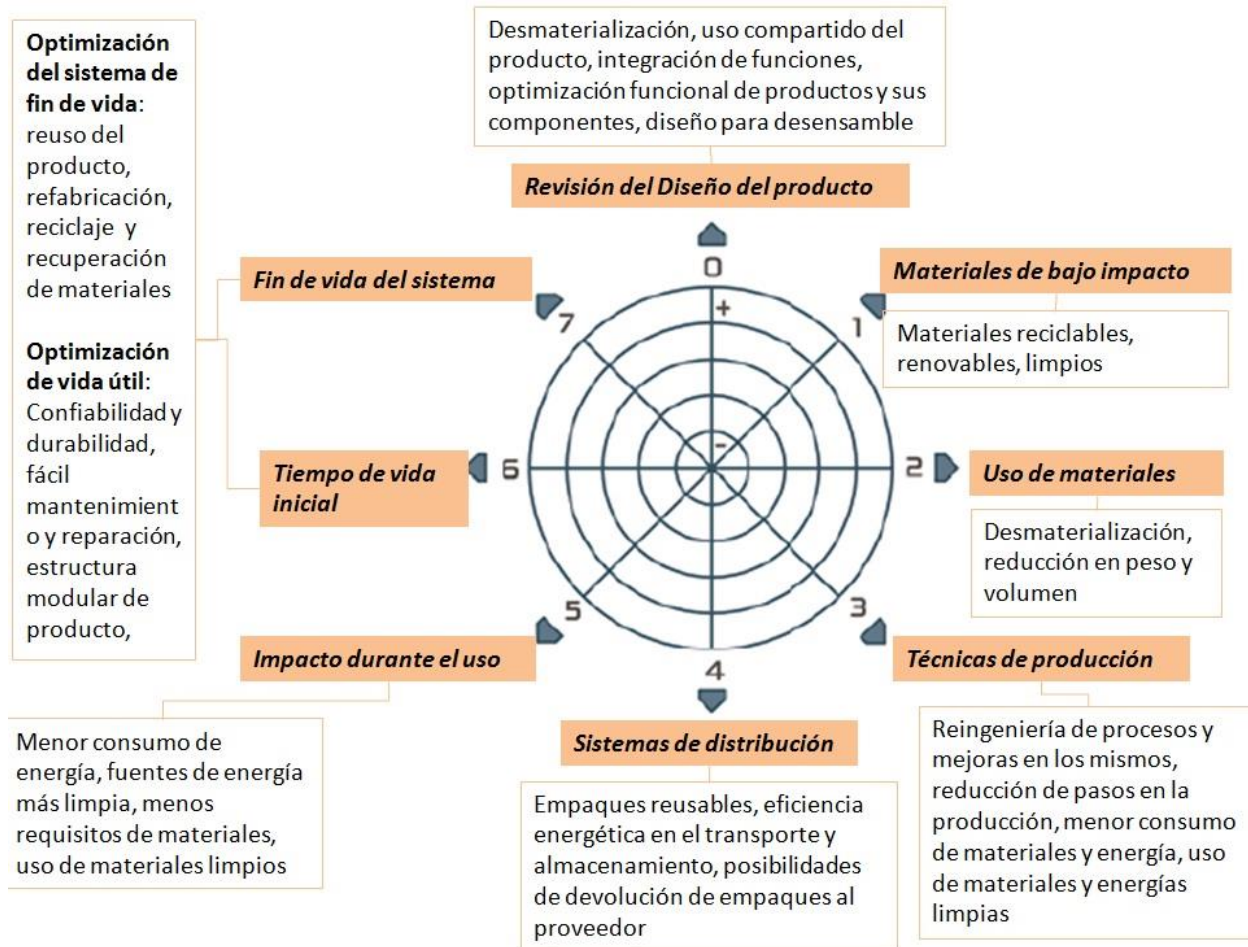 Optimización
del sistema de
fin de vida:
reuso del
producto,
refabricación,
reciclaje y
recuperación
de materiales
Optimización
de vida útil:
Confiabilidad y
durabilidad,
fácil
mantenimient
o y reparación,
estructura
modular de
producto,
Desmaterialización, uso compartido del
producto, integración de funciones,
optimización funcional de productos y sus
componentes, diseño para desensamble
Revisión del Diseño del producto
Fin de vida del sistema
Materiales de bajo impacto
Materiales reciclables,
renovables, limpios
0
+
7
1
-
6
2
5
3
4
Tiempo de vida
inicial
Uso de materiales
Desmaterialización,
reducción en peso y
volumen
Impacto durante el uso
Técnicas de producción
Menor consumo de
energía, fuentes de energía
más limpia, menos
requisitos de materiales,
uso de materiales limpios
Sistemas de distribución
Empaques reusables, eficiencia
energética en el transporte y
almacenamiento, posibilidades
de devolución de empaques al
proveedor
Reingeniería de procesos y
mejoras en los mismos,
reducción de pasos en la
producción, menor consumo
de materiales y energía, uso
de materiales y energías
limpias